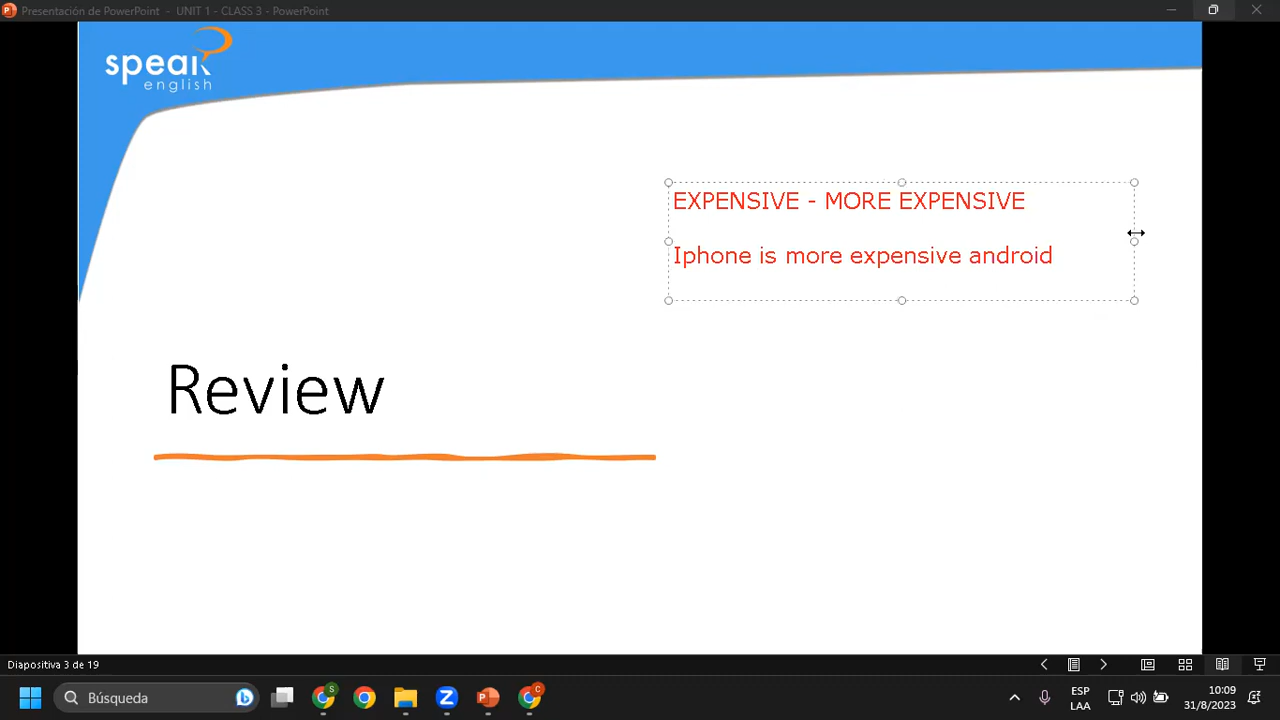 Presentación de PowerPoint - UNIT 1 - CLASS 3 - PowerPoint
speak
english
EXPENSIVE - MORE EXPENSIVE
Iphone is more expensive android
Review
Diapositiva 3 de 19
Búsqueda
ESP
LAA
10:09
31/8/2023